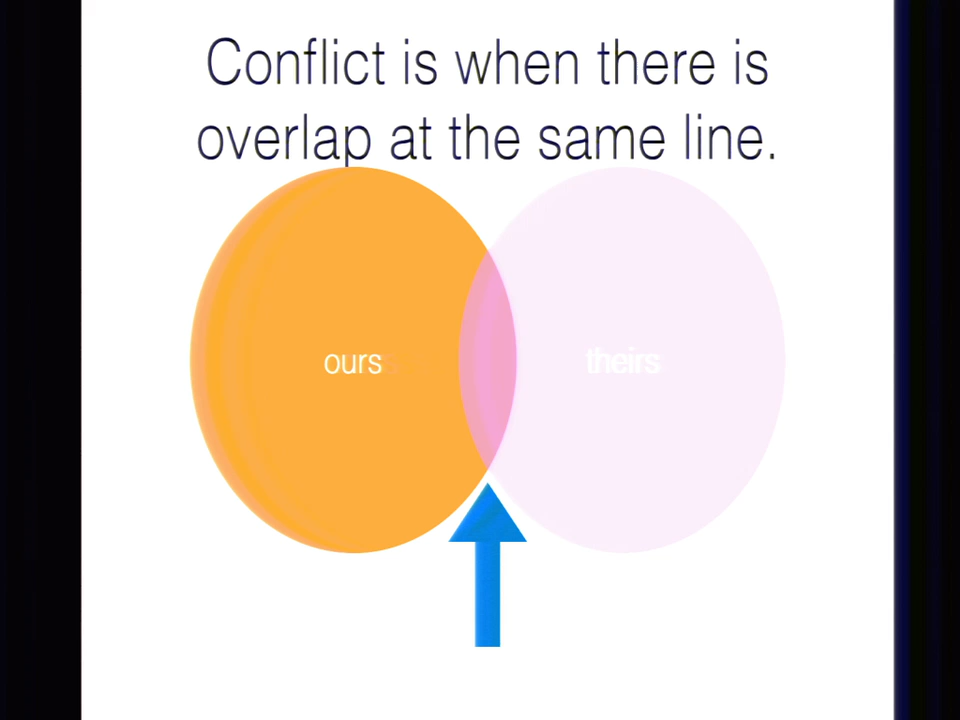 Conflict is when there is
overlap at the same line.
ours
theirs